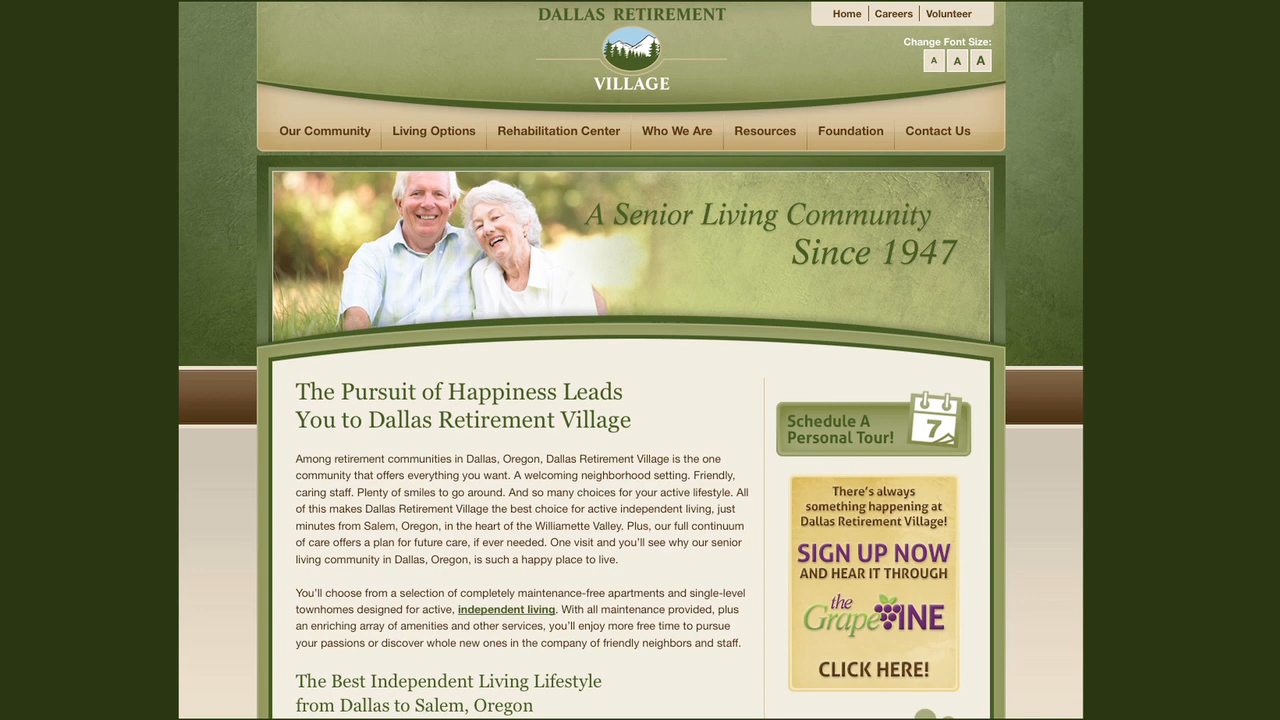 DALLAS RETIREMENT
VILLAGE
Home
Careers
Volunteer
Change Font Size:
A A A
Our Community
Living Options
Rehabilitation Center
Who We Are
Resources
Foundation
Contact Us
A Senior Living Community
Since 1947
The Pursuit of Happiness Leads
You to Dallas Retirement Village
Among retirement communities in Dallas, Oregon, Dallas Retirement Village is the one
community that offers everything you want. A welcoming neighborhood setting. Friendly,
caring staff. Plenty of smiles to go around. And so many choices for your active lifestyle. All
of this makes Dallas Retirement Village the best choice for active independent living, just
minutes from Salem, Oregon, in the heart of the Williamette Valley. Plus, our full continuum
of care offers a plan for future care, if ever needed. One visit and you'll see why our senior
living community in Dallas, Oregon, is such a happy place to live.
You'll choose from a selection of completely maintenance-free apartments and single-level
townhomes designed for active, independent living. With all maintenance provided, plus
an enriching array of amenities and other services, you'll enjoy more free time to pursue
your passions or discover whole new ones in the company of friendly neighbors and staff.
The Best Independent Living Lifestyle
from Dallas to Salem, Oregon
Schedule A
Personal Tour!
7
There's always
something happening at
Dallas Retirement Village!
SIGN UP NOW
AND HEAR IT THROUGH
the
GrapeVINE
CLICK HERE!